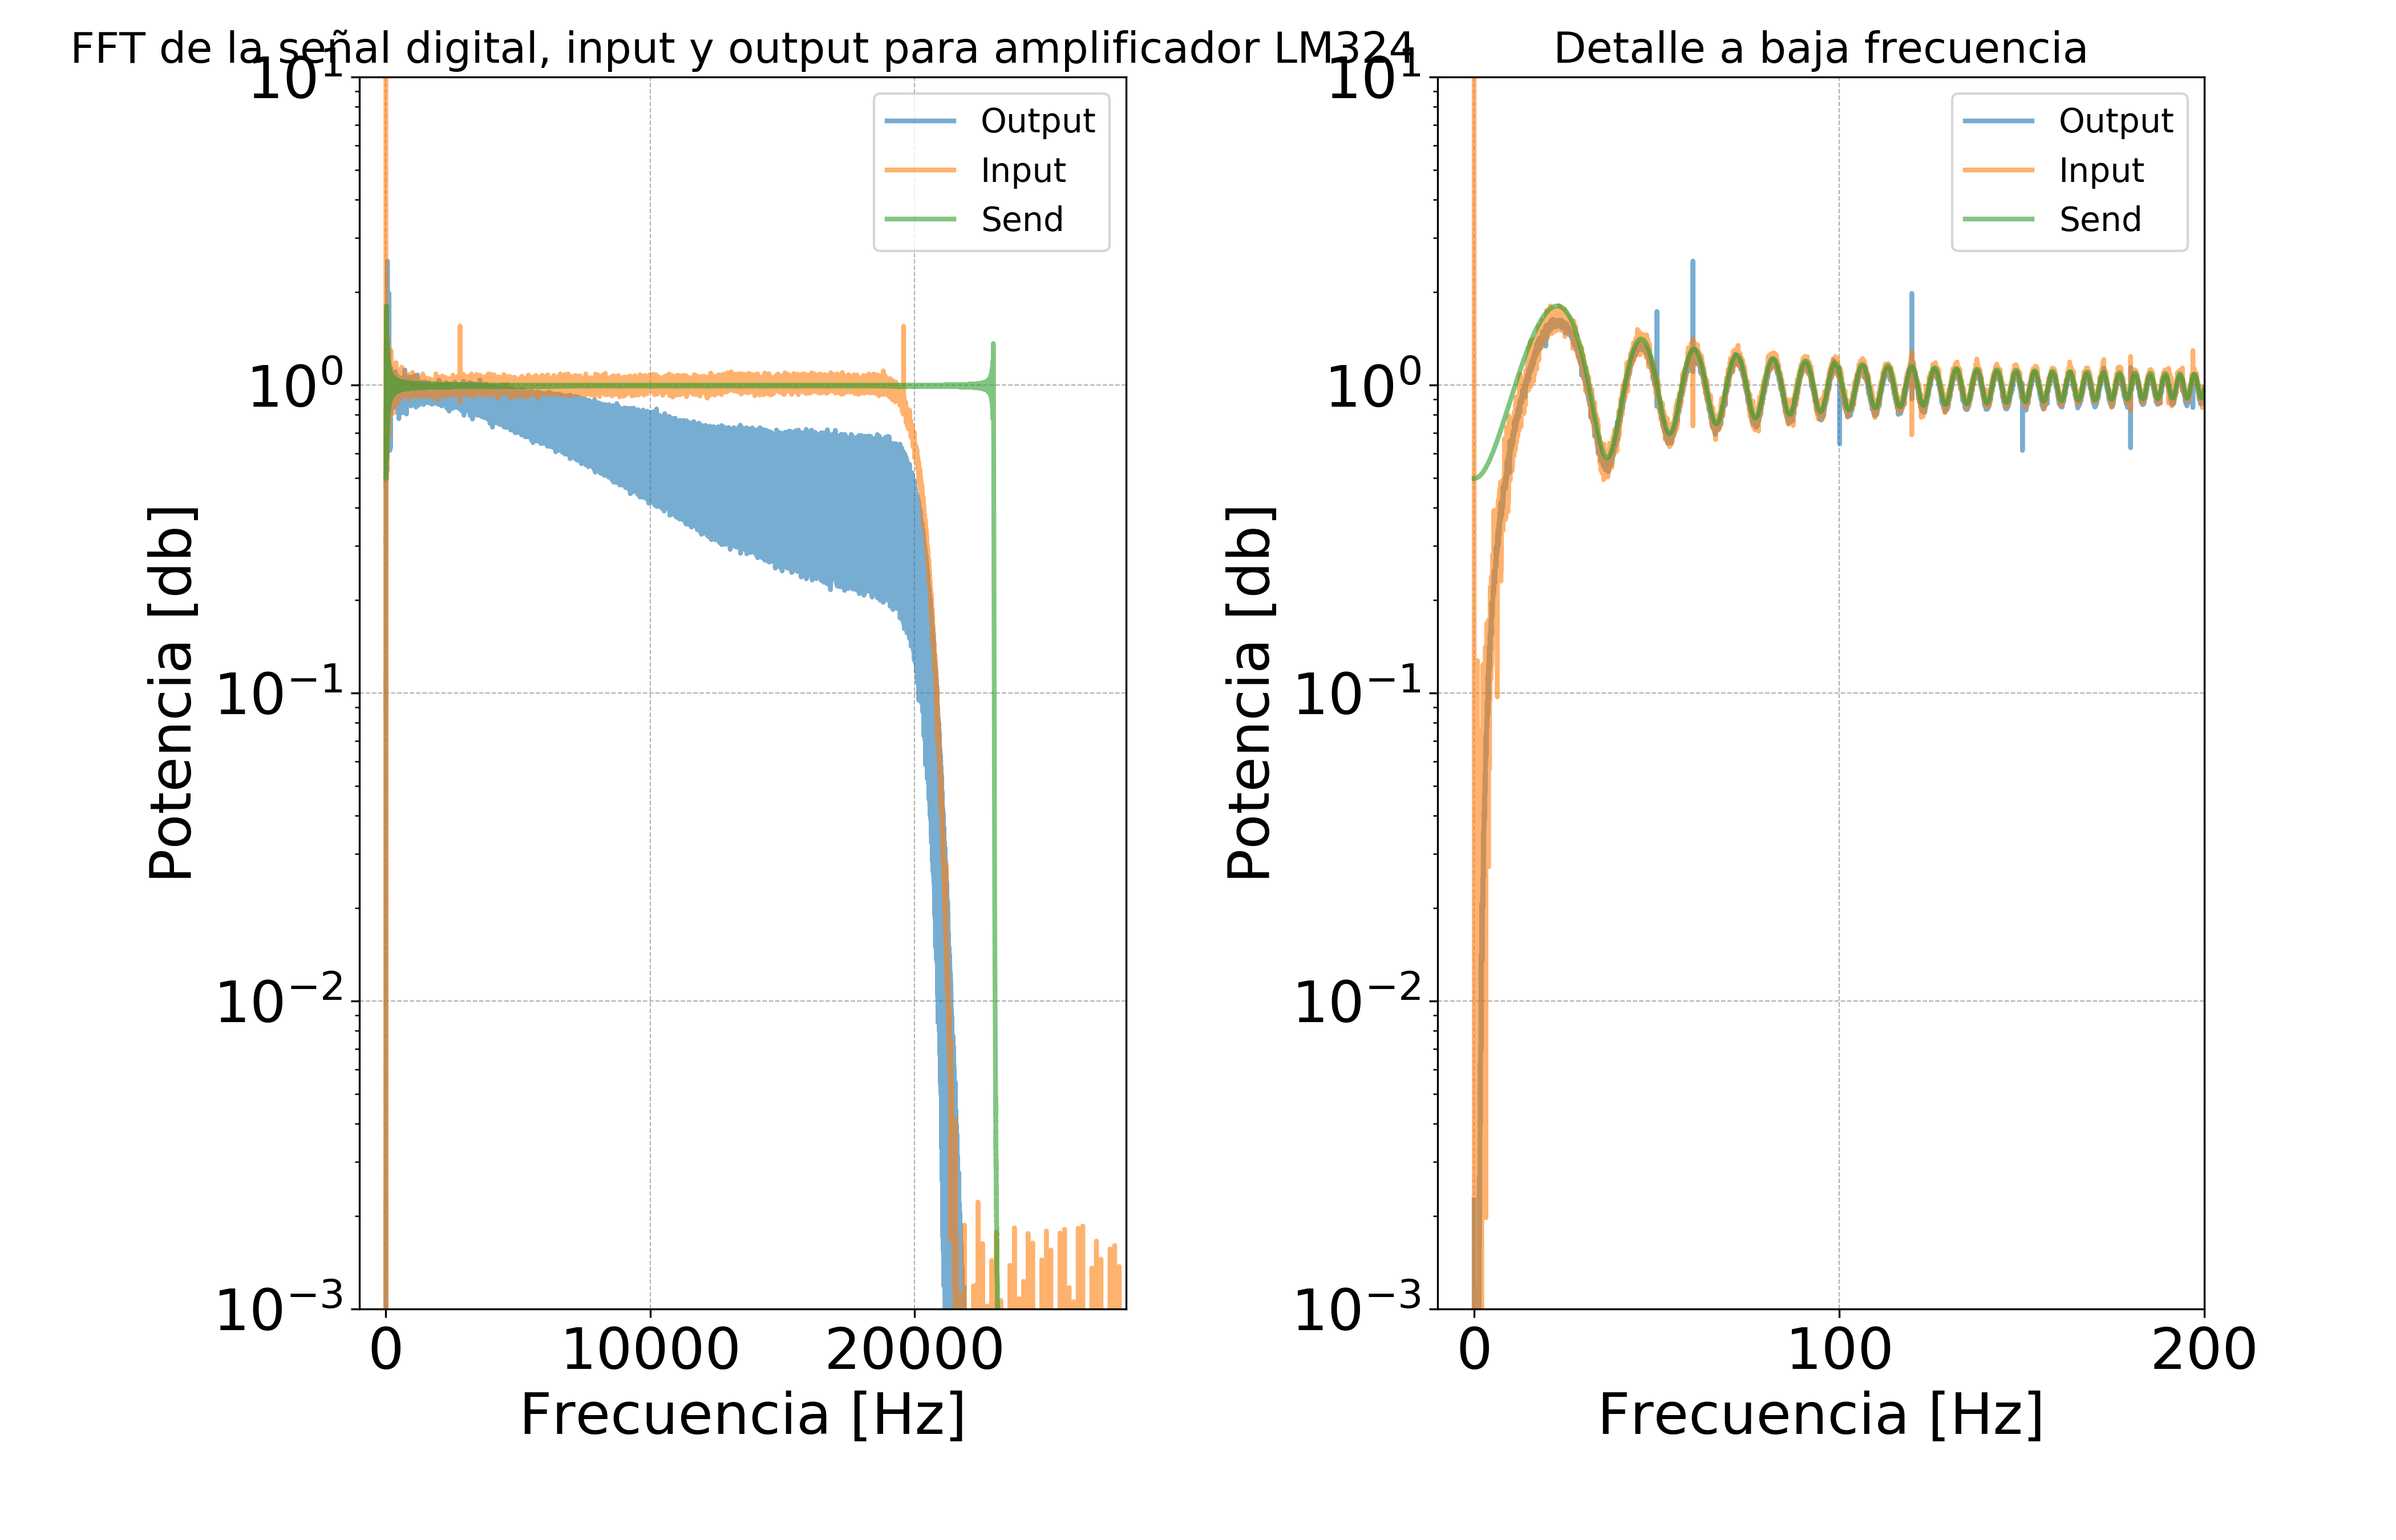 FFT de la señal digital, input y output para amplificador LM324
Detalle a baja frecuencia
10¹
10⁰
10⁻¹
10⁻²
10⁻³
Potencia [db]
Output
Input
Send
0 10000 20000
Frecuencia [Hz]
10¹
10⁰
10⁻¹
10⁻²
10⁻³
Potencia [db]
Output
Input
Send
0 100 200
Frecuencia [Hz]